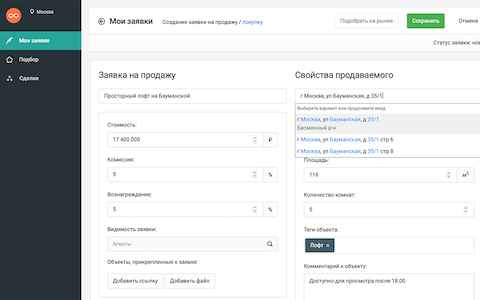 Москва
Мои заявки
Подбор
Сделки
Мои заявки
Создание заявки на продажу / покупку
Подобрать на рынке
Сохранить
Отмена
Статус заявки: нов
Заявка на продажу
Просторный лофт на Бауманской
Стоимость:
17 400 000
₽
Комиссия:
5
%
Вознаграждение:
5
%
Видимость заявки:
Агенты
Объекты, прикрепленные к заявке:
Добавить ссылку
Добавить файл
Свойства продаваемого
г Москва, ул Бауманская, д 35/1
Выберите вариант или продолжите ввод
г Москва, ул Бауманская, д 35/1
Басманный р-н
г Москва, ул Бауманская, д 35/1 стр 6
г Москва, ул Бауманская, д 35/1 стр 8
Площадь:
116
м²
Количество комнат:
5
Теги объекта:
Лофт ×
Комментарий к объекту:
Доступно для просмотра после 18:00